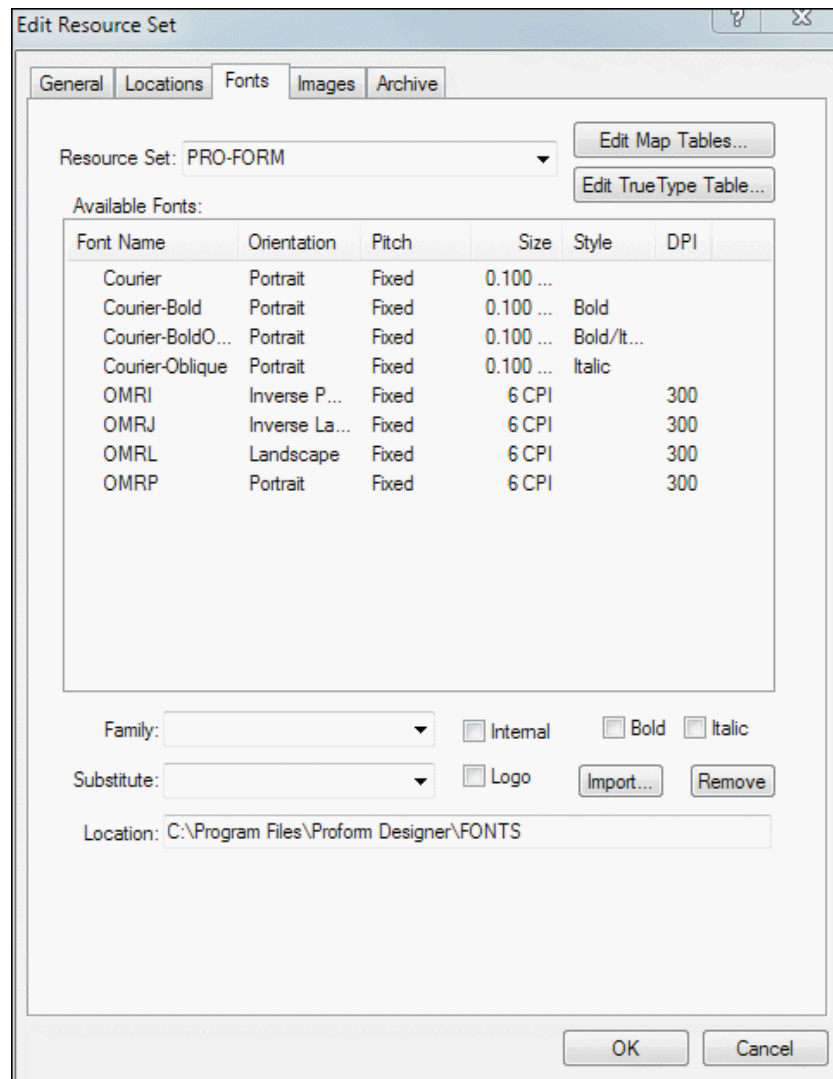 Edit Resource Set
General Locations Fonts Images Archive
Resource Set: PRO-FORM
Edit Map Tables...
Edit TrueType Table...
Available Fonts:
Font Name Orientation Pitch Size Style DPI
Courier Portrait Fixed 0.100 ...
Courier-Bold Portrait Fixed 0.100 ... Bold
Courier-BoldO... Portrait Fixed 0.100 ... Bold/It...
Courier-Oblique Portrait Fixed 0.100 ... Italic
OMRI Inverse P... Fixed 6 CPI 300
OMRJ Inverse La... Fixed 6 CPI 300
OMRL Landscape Fixed 6 CPI 300
OMRP Portrait Fixed 6 CPI 300
Family: Internal Bold Italic
Substitute: Logo Import... Remove
Location: C:\Program Files\Proform Designer\FONTS
OK Cancel